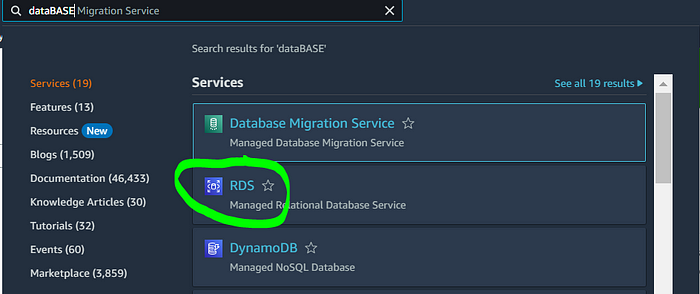 dataBASE Migration Service
Search results for 'dataBASE'
Services (19)
Features (13)
Resources New
Blogs (1,509)
Documentation (46,433)
Knowledge Articles (30)
Tutorials (32)
Events (60)
Marketplace (3,859)
Services
See all 19 results
Database Migration Service
Managed Database Migration Service
RDS
Managed Relational Database Service
DynamoDB
Managed NoSQL Database